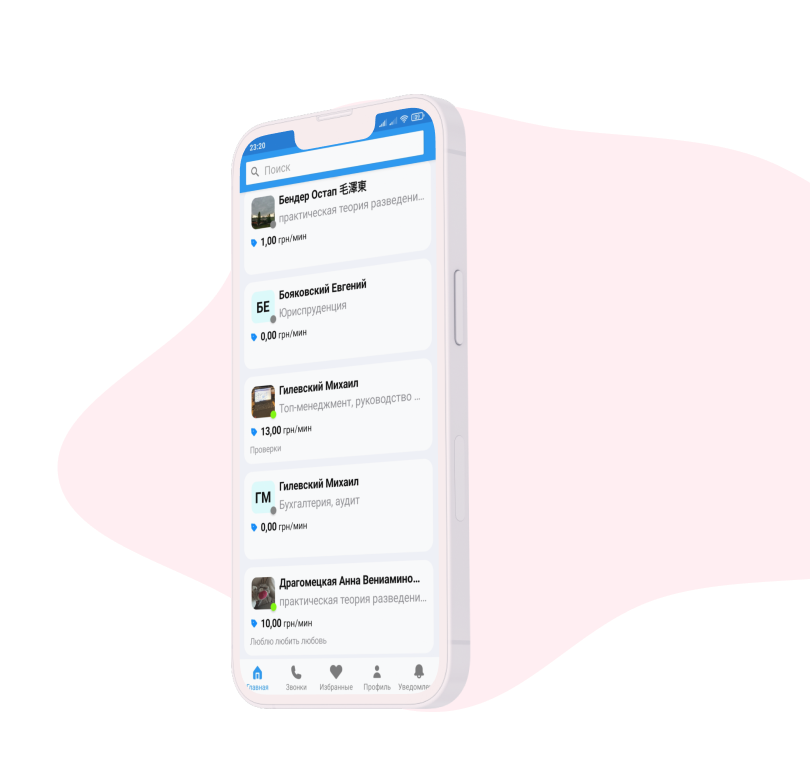 23:20
Поиск
Бендер Остап 毛澤東
практическая теория разведени...
1,00 грн/мин
БЕ
Бояковский Евгений
Юриспруденция
0,00 грн/мин
Гилевский Михаил
Топ-менеджмент, руководство ...
13,00 грн/мин
Проверки
ГМ
Гилевский Михаил
Бухгалтерия, аудит
0,00 грн/мин
Драгомецкая Анна Вениамино...
практическая теория разведени...
10,00 грн/мин
Люблю любить любовь
Главная Звонки Избранные Профиль Уведомле